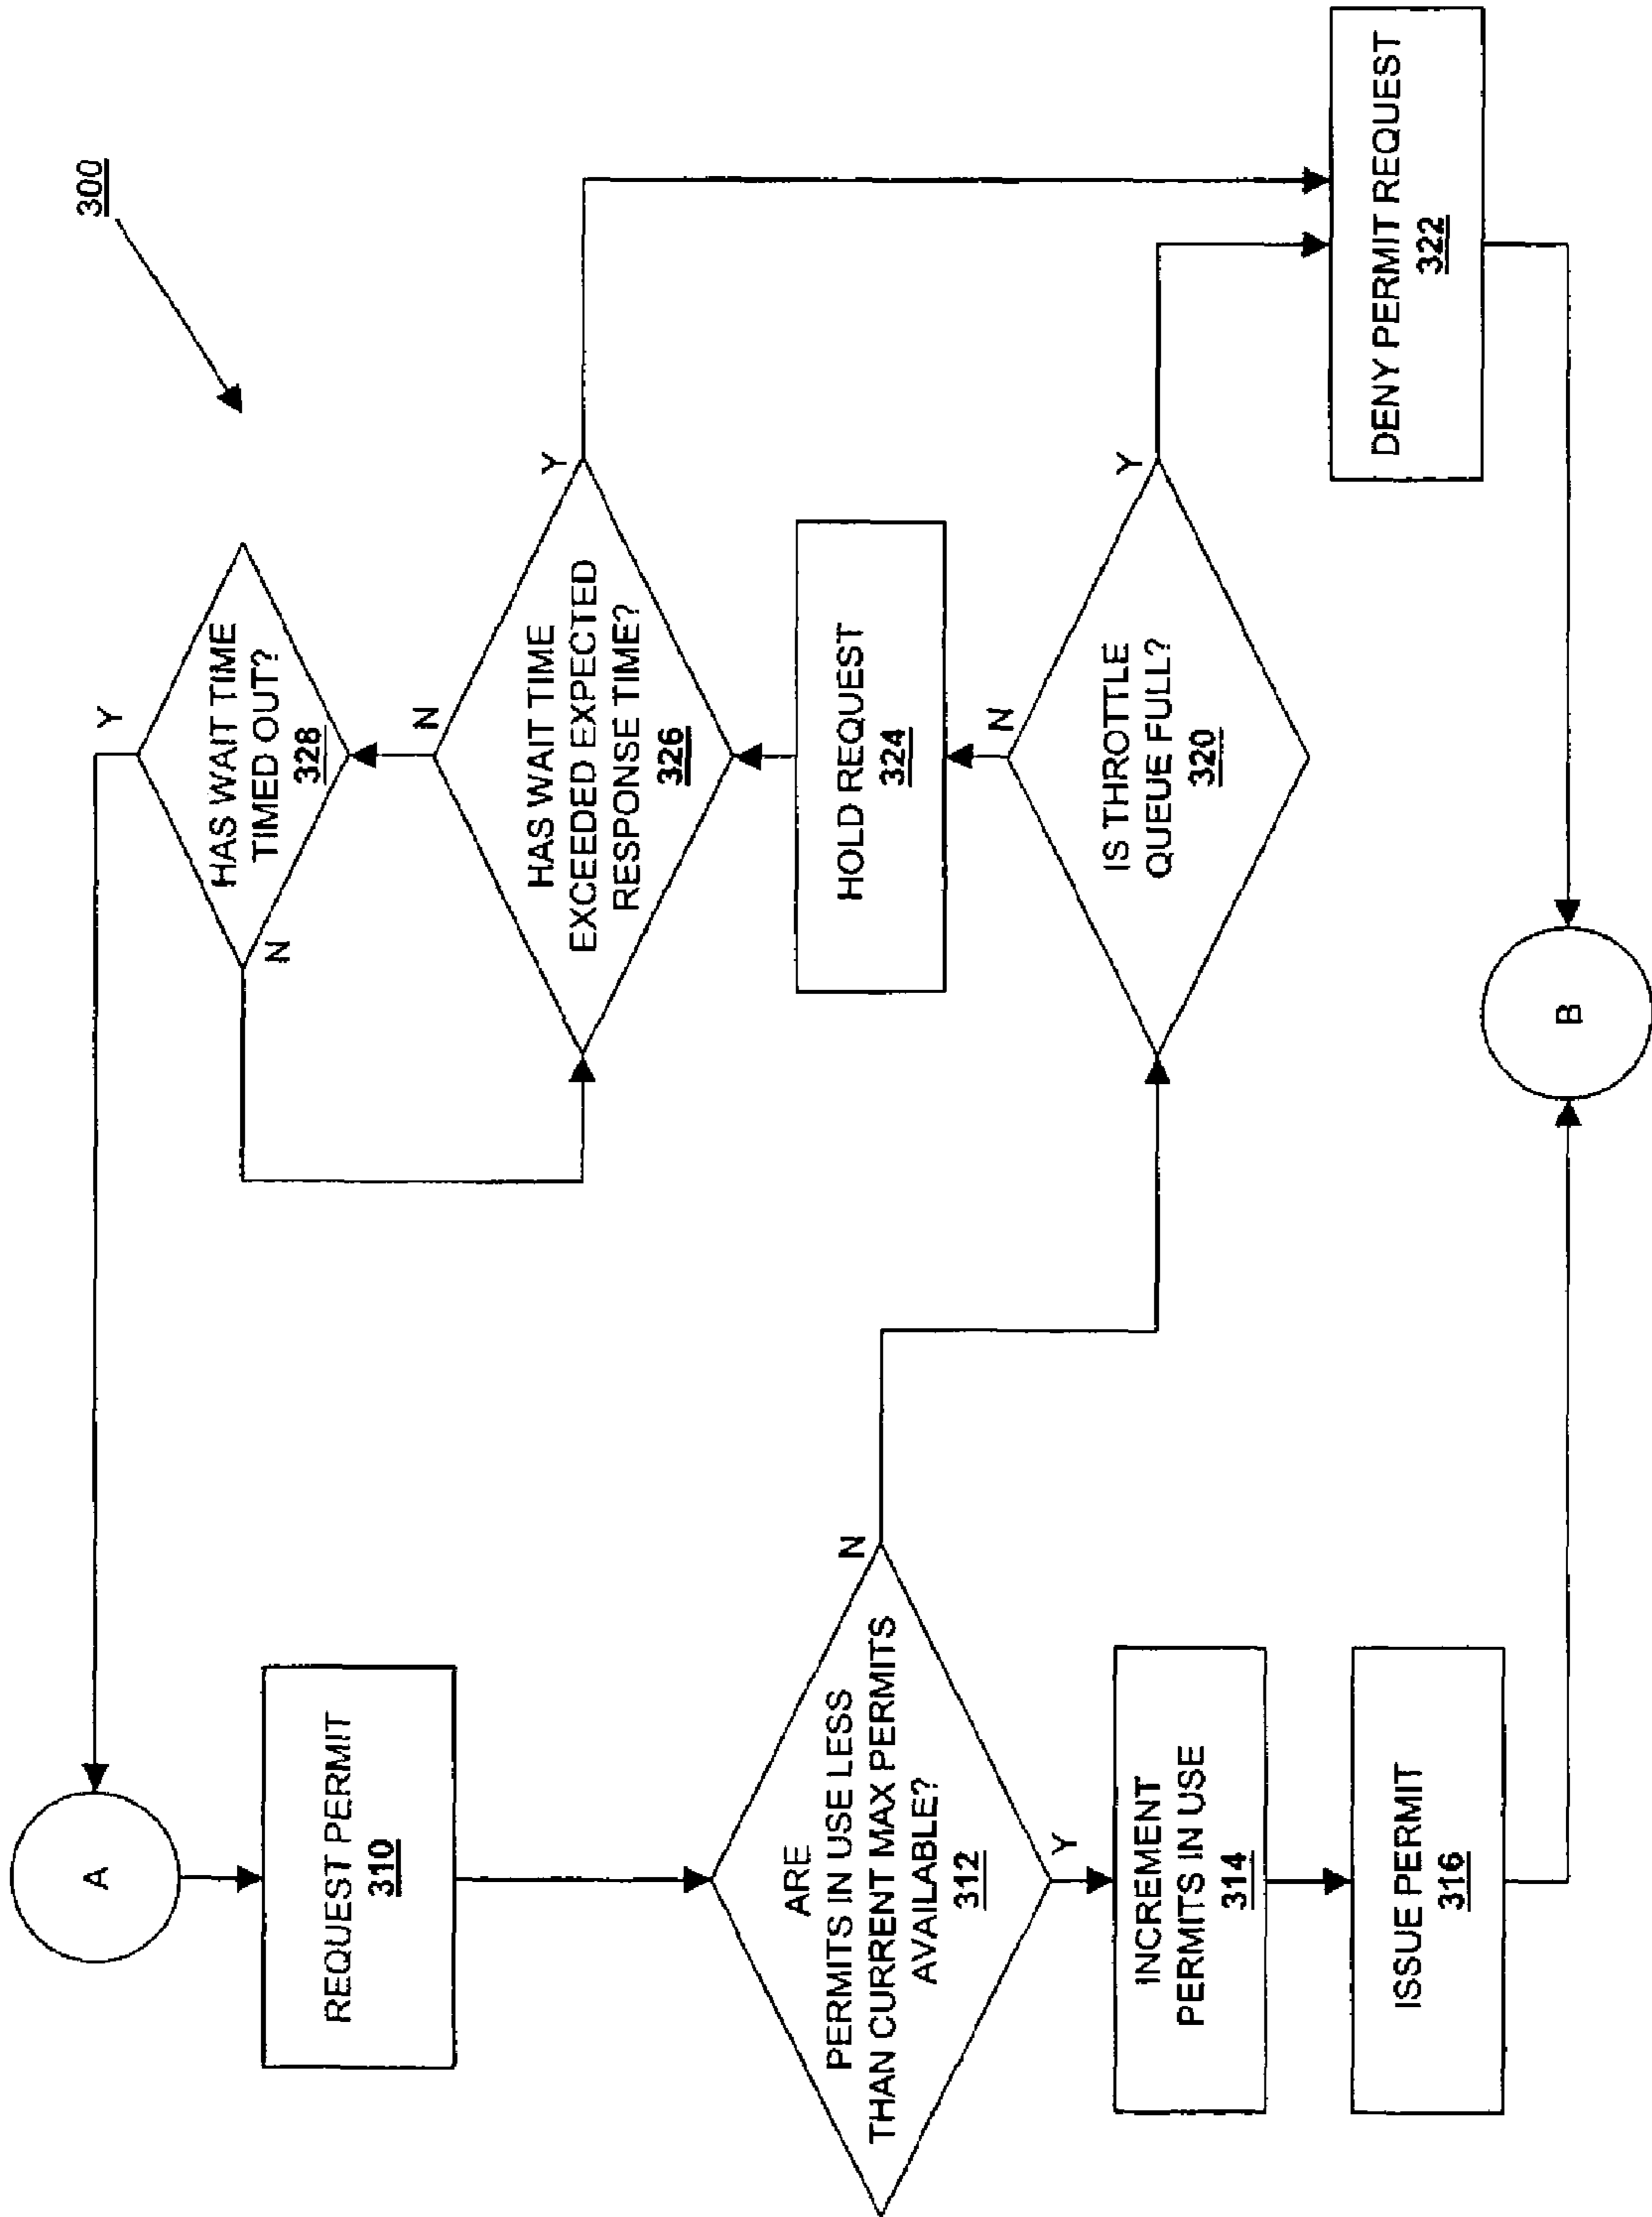 300
A
REQUEST PERMIT
310
ARE
PERMITS IN USE LESS
THAN CURRENT MAX PERMITS
AVAILABLE?
312
N
Y
INCREMENT
PERMITS IN USE
314
ISSUE PERMIT
316
HAS WAIT TIME
TIMED OUT?
328
Y
N
HAS WAIT TIME
EXCEEDED EXPECTED
RESPONSE TIME?
326
N
Y
HOLD REQUEST
324
IS THROTTLE
QUEUE FULL?
320
N
Y
DENY PERMIT REQUEST
322
B